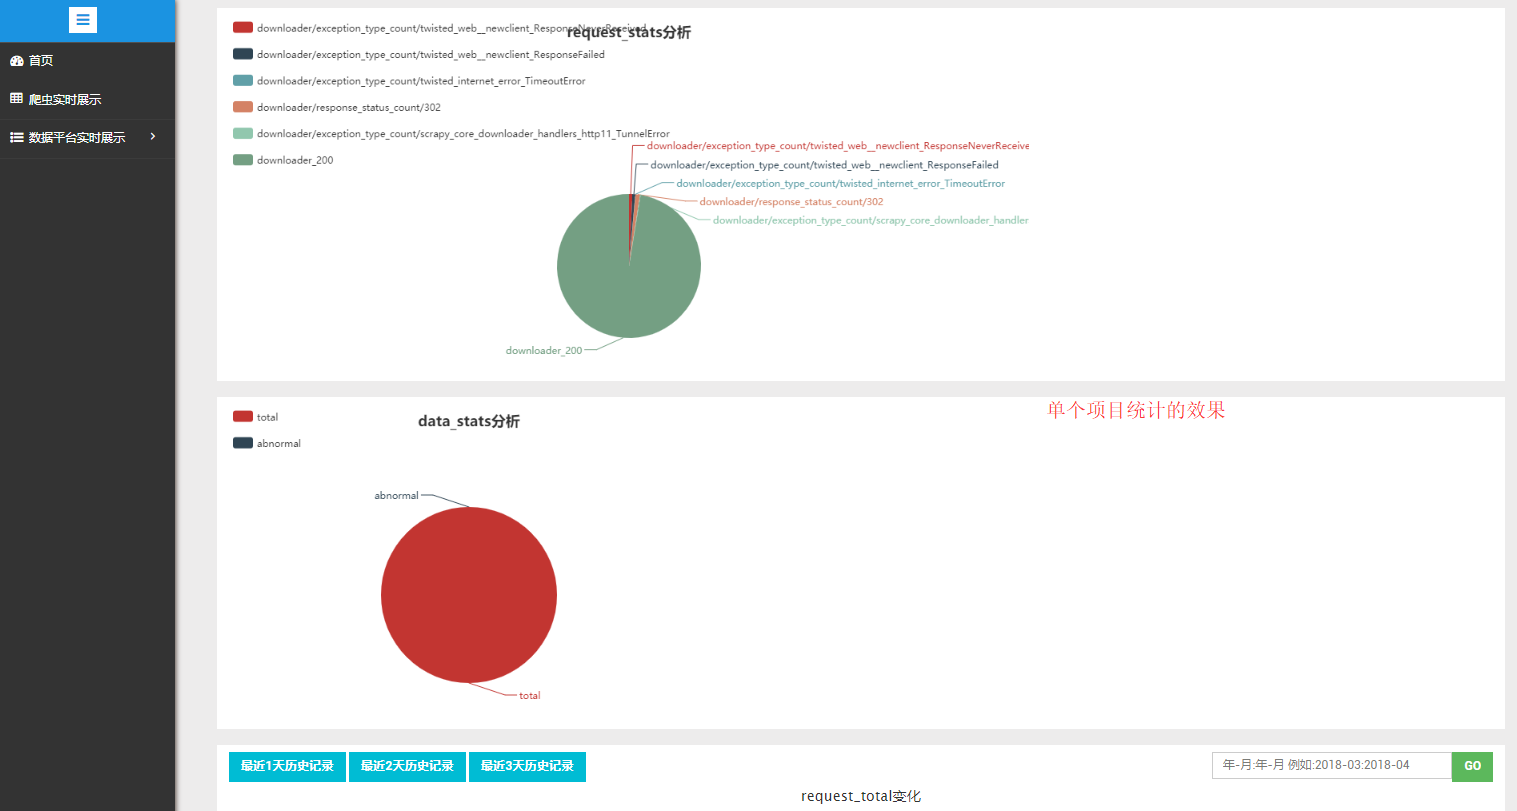 首页
爬虫实时展示
数据平台实时展示
request_stats分析
downloader/exception_type_count/twisted_web__newclient_ResponseNeverReceived
downloader/exception_type_count/twisted_web__newclient_ResponseFailed
downloader/exception_type_count/twisted_internet_error_TimeoutError
downloader/response_status_count/302
downloader/exception_type_count/scrapy_core_downloader_handlers_http11_TunnelError
downloader_200
downloader/exception_type_count/twisted_web__newclient_ResponseNeverReceive
downloader/exception_type_count/twisted_web__newclient_ResponseFailed
downloader/exception_type_count/twisted_internet_error_TimeoutError
downloader/response_status_count/302
downloader/exception_type_count/scrapy_core_downloader_handler
downloader_200
total
abnormal
data_stats分析
单个项目统计的效果
abnormal
total
最近1天历史记录 最近2天历史记录 最近3天历史记录 年-月:年-月 例如:2018-03:2018-04 GO
request_total变化